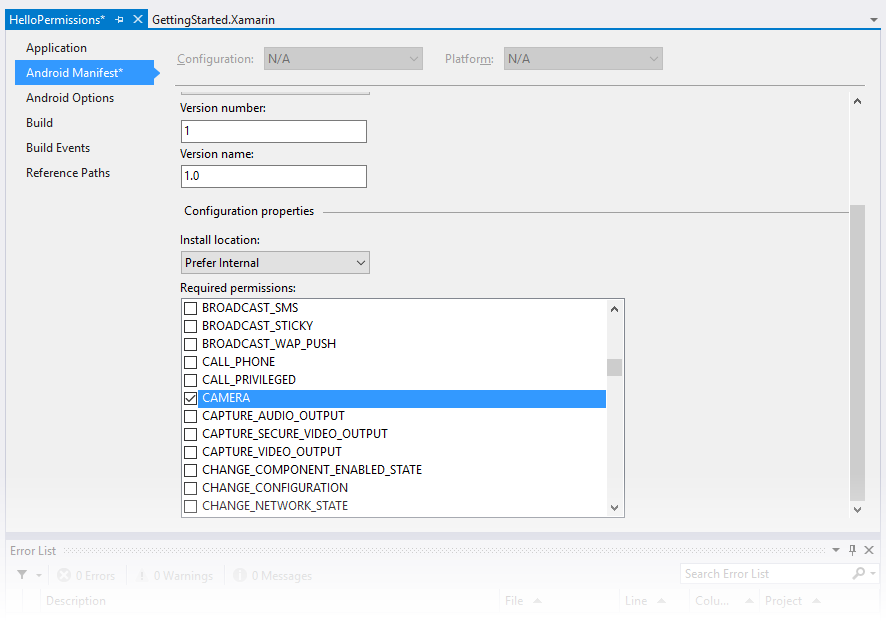 HelloPermissions* GettingStarted.Xamarin
Application
Android Manifest*
Android Options
Build
Build Events
Reference Paths
Configuration: N/A Platform: N/A
Version number:
1
Version name:
1.0
Configuration properties
Install location:
Prefer Internal
Required permissions:
BROADCAST_SMS
BROADCAST_STICKY
BROADCAST_WAP_PUSH
CALL_PHONE
CALL_PRIVILEGED
CAMERA
CAPTURE_AUDIO_OUTPUT
CAPTURE_SECURE_VIDEO_OUTPUT
CAPTURE_VIDEO_OUTPUT
CHANGE_COMPONENT_ENABLED_STATE
CHANGE_CONFIGURATION
CHANGE_NETWORK_STATE
Error List
0 Errors 0 Warnings 0 Messages Search Error List
Description File Line Colu... Project